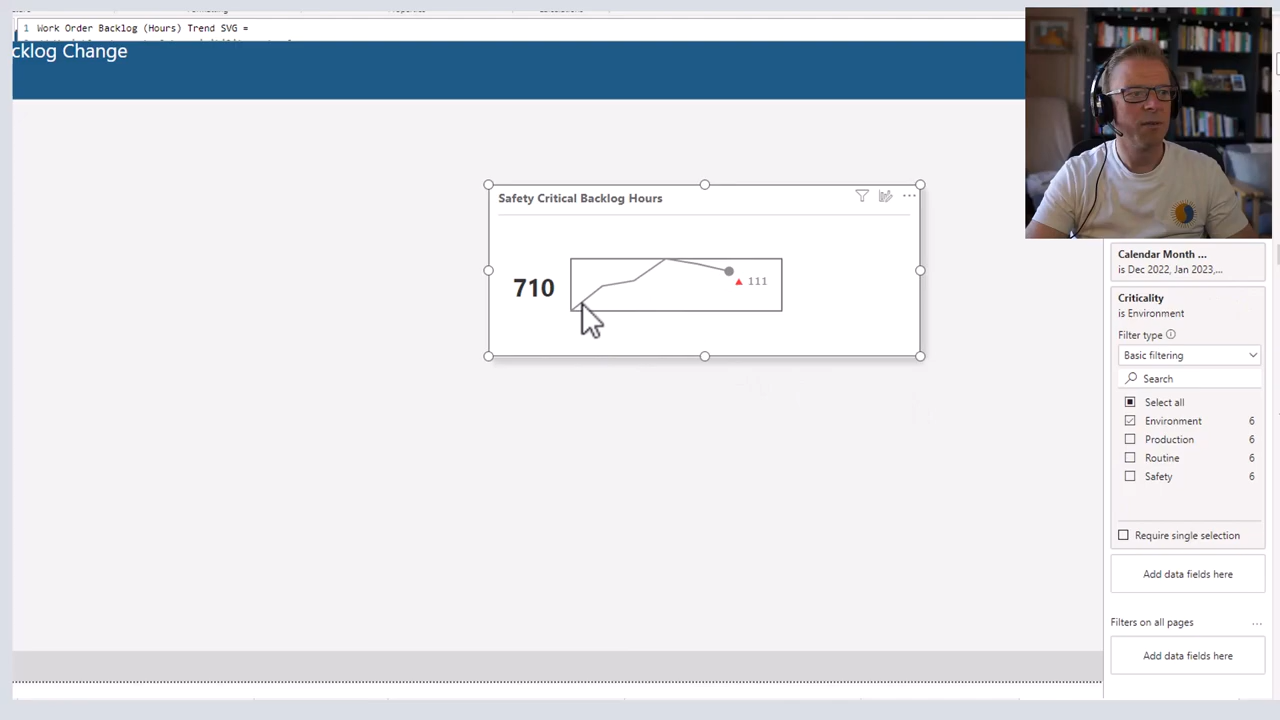 1 Work Order Backlog (Hours) Trend SVG =
cklog Change
Safety Critical Backlog Hours
710
111
Calendar Month ...
is Dec 2022, Jan 2023,...
Criticality
is Environment
Filter type
Basic filtering
Search
Select all
Environment 6
Production 6
Routine 6
Safety 6
Require single selection
Add data fields here
Filters on all pages
Add data fields here